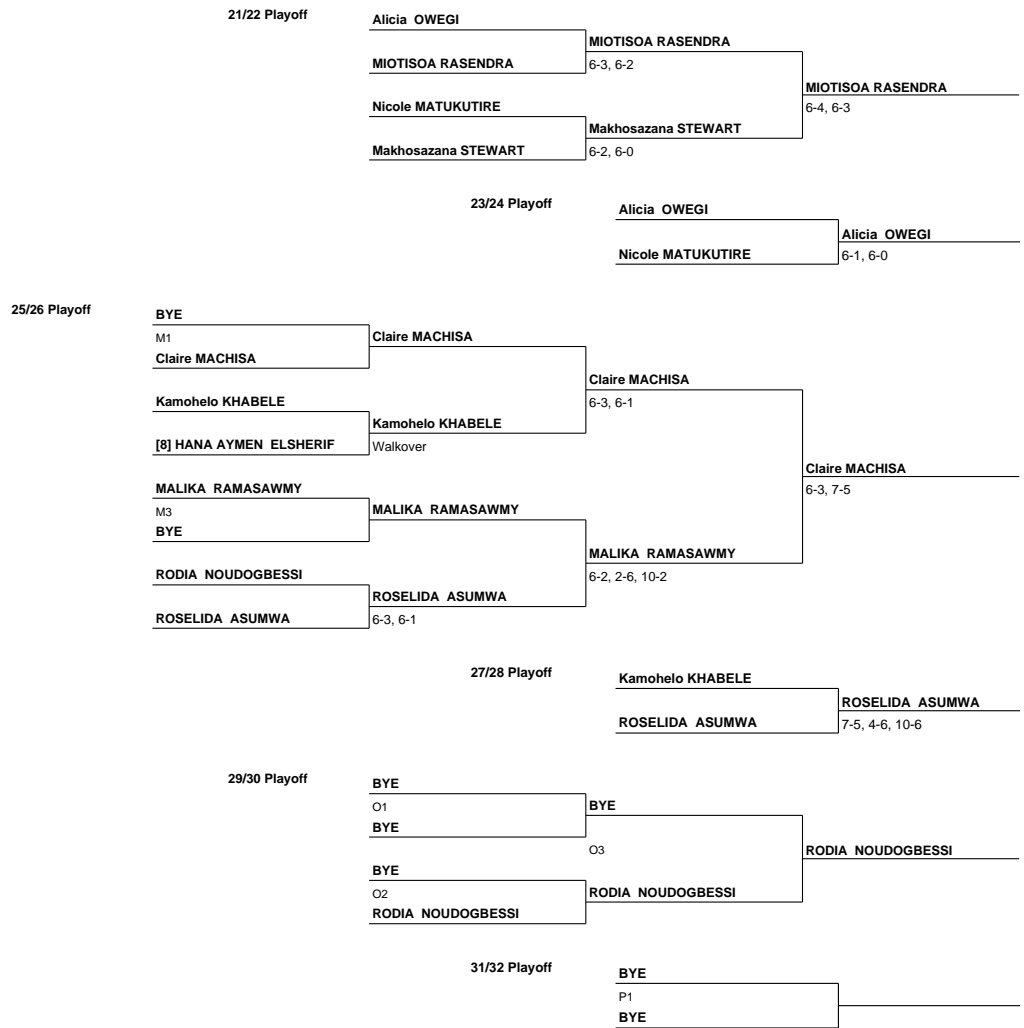 21/22 Playoff
Alicia OWEGI
MIOTISOA RASENDRA
MIOTISOA RASENDRA
6-3, 6-2
MIOTISOA RASENDRA
6-4, 6-3
Nicole MATUKUTIRE
Makhosazana STEWART
Makhosazana STEWART
6-2, 6-0
23/24 Playoff
Alicia OWEGI
Alicia OWEGI
Nicole MATUKUTIRE
6-1, 6-0
25/26 Playoff
BYE
M1
Claire MACHISA
Claire MACHISA
Claire MACHISA
6-3, 6-1
Kamohelo KHABELE
Kamohelo KHABELE
[8] HANA AYMEN ELSHERIF
Walkover
Claire MACHISA
6-3, 7-5
MALIKA RAMASAWMY
M3
MALIKA RAMASAWMY
BYE
MALIKA RAMASAWMY
6-2, 2-6, 10-2
RODIA NOUDOGBESSI
ROSELIDA ASUMWA
ROSELIDA ASUMWA
6-3, 6-1
27/28 Playoff
Kamohelo KHABELE
ROSELIDA ASUMWA
ROSELIDA ASUMWA
7-5, 4-6, 10-6
29/30 Playoff
BYE
O1
BYE
BYE
O3
RODIA NOUDOGBESSI
BYE
O2
RODIA NOUDOGBESSI
RODIA NOUDOGBESSI
31/32 Playoff
BYE
P1
BYE